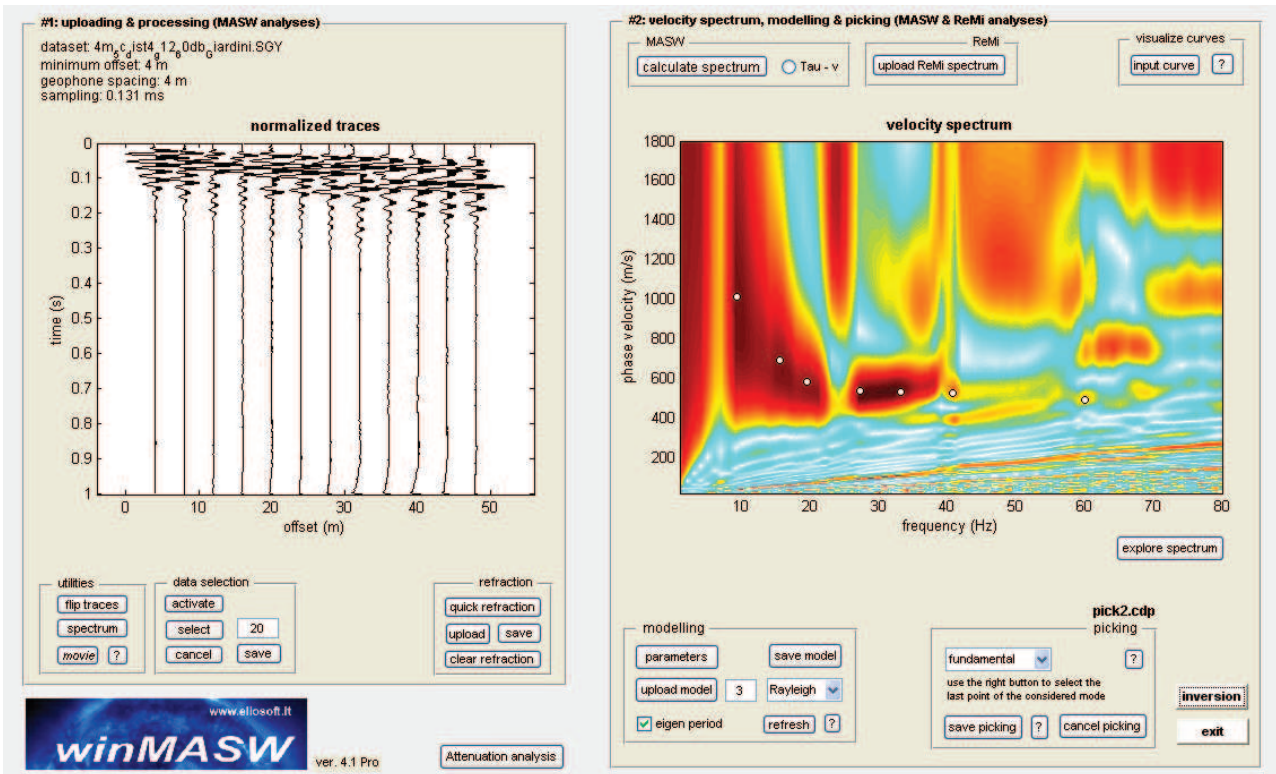 #1: uploading & processing (MASW analyses)
dataset: 4m_5c_dist4_g12_60db_Giardini.SGY
minimum offset: 4 m
geophone spacing: 4 m
sampling: 0.131 ms
normalized traces
0
0.1
0.2
0.3
0.4
0.5
0.6
0.7
0.8
0.9
1
time (s)
0 10 20 30 40 50
offset (m)
utilities
flip traces
spectrum
movie ?
data selection
activate
select 20
cancel save
refraction
quick refraction
upload save
clear refraction
www.eliosoft.it
winMASW
ver. 4.1 Pro
Attenuation analysis
#2: velocity spectrum, modelling & picking (MASW & ReMi analyses)
MASW
calculate spectrum Tau - v
ReMi
upload ReMi spectrum
visualize curves
input curve ?
velocity spectrum
1800
1600
1400
1200
1000
800
600
400
200
phase velocity (m/s)
10 20 30 40 50 60 70 80
frequency (Hz)
explore spectrum
modelling
parameters save model
upload model 3 Rayleigh
eigen period refresh ?
pick2.cdp
picking
fundamental ?
use the right button to select the
last point of the considered mode
save picking ? cancel picking
inversion
exit